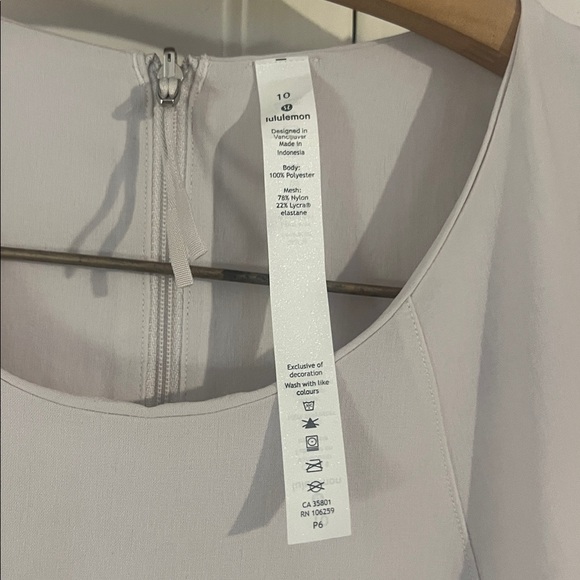 10
lululemon
Designed in
Vancouver
Made in
Indonesia
Body:
100% Polyester
Mesh:
78% Nylon
22% Lycra®
elastane
Exclusive of
decoration
Wash with like
colours
CA 35801
RN 106259
P6